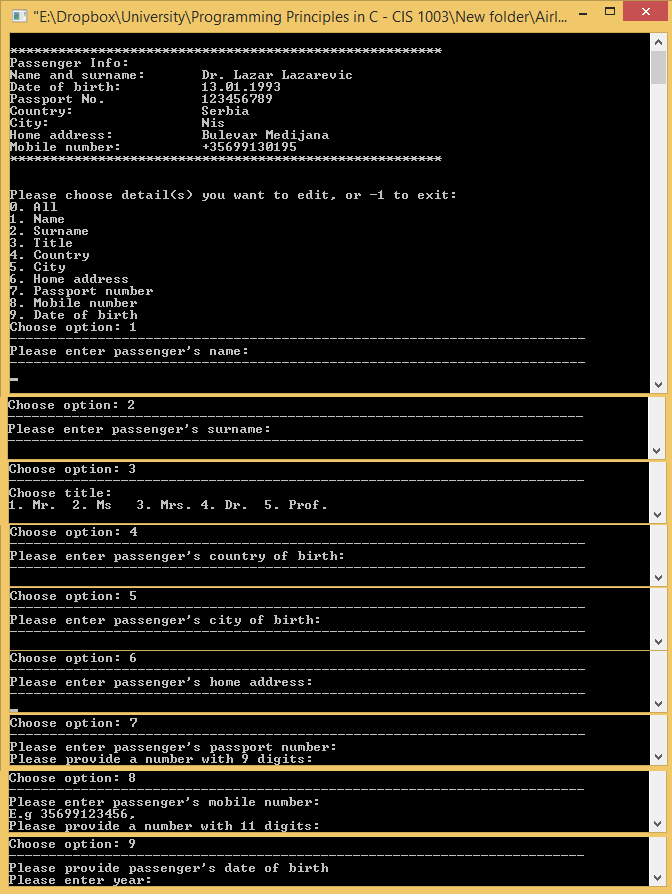 "E:\Dropbox\University\Programming Principles in C - CIS 1003\New folder\Airl...
******************************************************
Passenger Info:
Name and surname: Dr. Lazar Lazarevic
Date of birth: 13.01.1993
Passport No. 123456789
Country: Serbia
City: Nis
Home address: Bulevar Medijana
Mobile number: +35699130195
******************************************************
Please choose detail(s) you want to edit, or -1 to exit:
0. All
1. Name
2. Surname
3. Title
4. Country
5. City
6. Home address
7. Passport number
8. Mobile number
9. Date of birth
Choose option: 1
------------------------------------------------------------------------
Please enter passenger's name:
------------------------------------------------------------------------
Choose option: 2
------------------------------------------------------------------------
Please enter passenger's surname:
------------------------------------------------------------------------
Choose option: 3
------------------------------------------------------------------------
Choose title:
1. Mr. 2. Ms 3. Mrs. 4. Dr. 5. Prof.
Choose option: 4
------------------------------------------------------------------------
Please enter passenger's country of birth:
------------------------------------------------------------------------
Choose option: 5
------------------------------------------------------------------------
Please enter passenger's city of birth:
------------------------------------------------------------------------
Choose option: 6
------------------------------------------------------------------------
Please enter passenger's home address:
------------------------------------------------------------------------
Choose option: 7
------------------------------------------------------------------------
Please enter passenger's passport number:
Please provide a number with 9 digits:
Choose option: 8
------------------------------------------------------------------------
Please enter passenger's mobile number:
E.g 35699123456,
Please provide a number with 11 digits:
Choose option: 9
------------------------------------------------------------------------
Please provide passenger's date of birth
Please enter year: